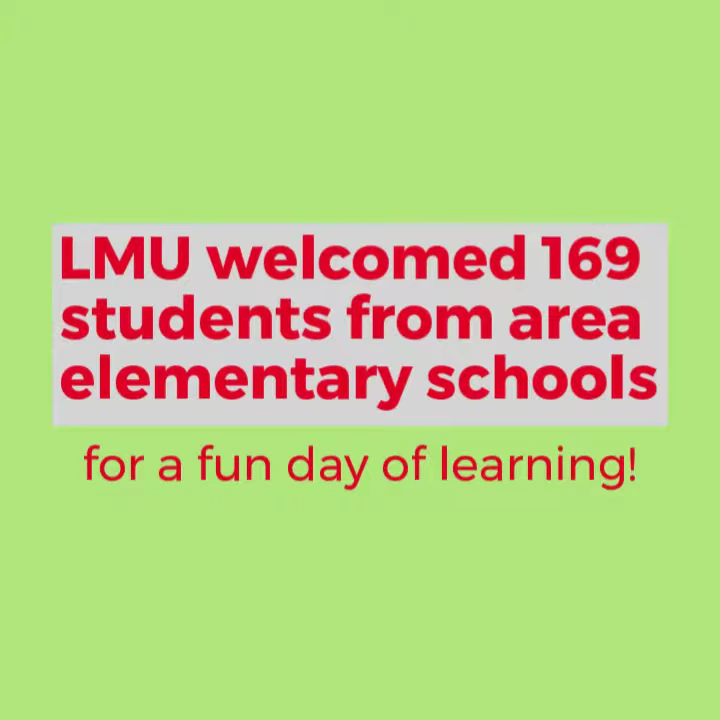 LMU welcomed 169
students from area
elementary schools
for a fun day of learning!